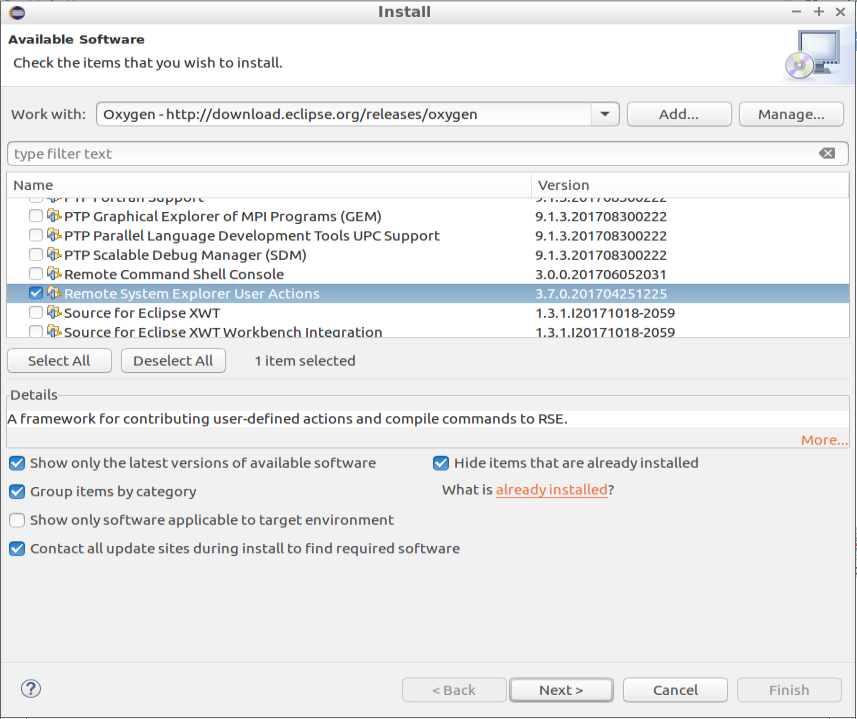 Install
Available Software
Check the items that you wish to install.
Work with: Oxygen - http://download.eclipse.org/releases/oxygen Add... Manage...
type filter text
Name Version
PTP Fortran Support 9.1.3.201708300222
PTP Graphical Explorer of MPI Programs (GEM) 9.1.3.201708300222
PTP Parallel Language Development Tools UPC Support 9.1.3.201708300222
PTP Scalable Debug Manager (SDM) 9.1.3.201708300222
Remote Command Shell Console 3.0.0.201706052031
Remote System Explorer User Actions 3.7.0.201704251225
Source for Eclipse XWT 1.3.1.I20171018-2059
Source for Eclipse XWT Workbench Integration 1.3.1.I20171018-2059
Select All Deselect All 1 item selected
Details
A framework for contributing user-defined actions and compile commands to RSE.
More...
Show only the latest versions of available software Hide items that are already installed
Group items by category What is already installed?
Show only software applicable to target environment
Contact all update sites during install to find required software
? < Back Next > Cancel Finish